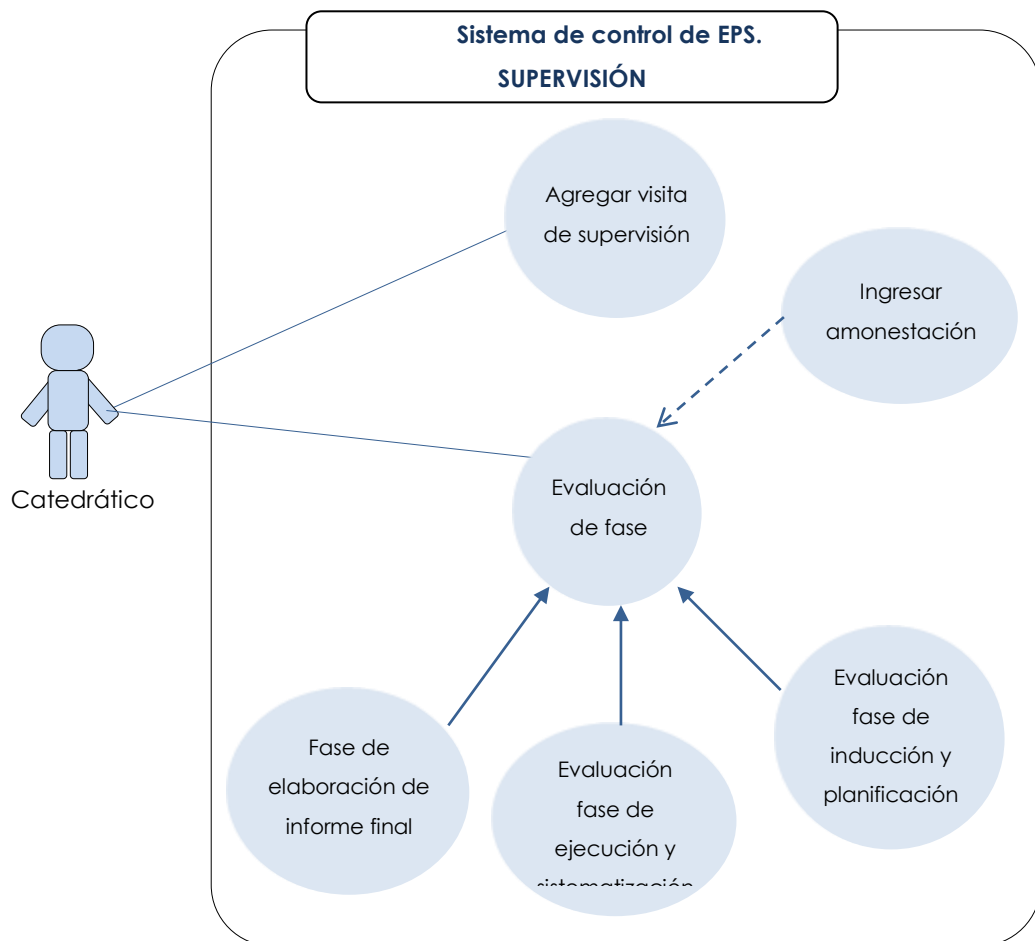 Sistema de control de EPS.
SUPERVISIÓN
Agregar visita
de supervisión
Ingresar
amonestación
Catedrático
Evaluación
de fase
Fase de
elaboración de
informe final
Evaluación
fase de
ejecución y
sistematización
Evaluación
fase de
inducción y
planificación